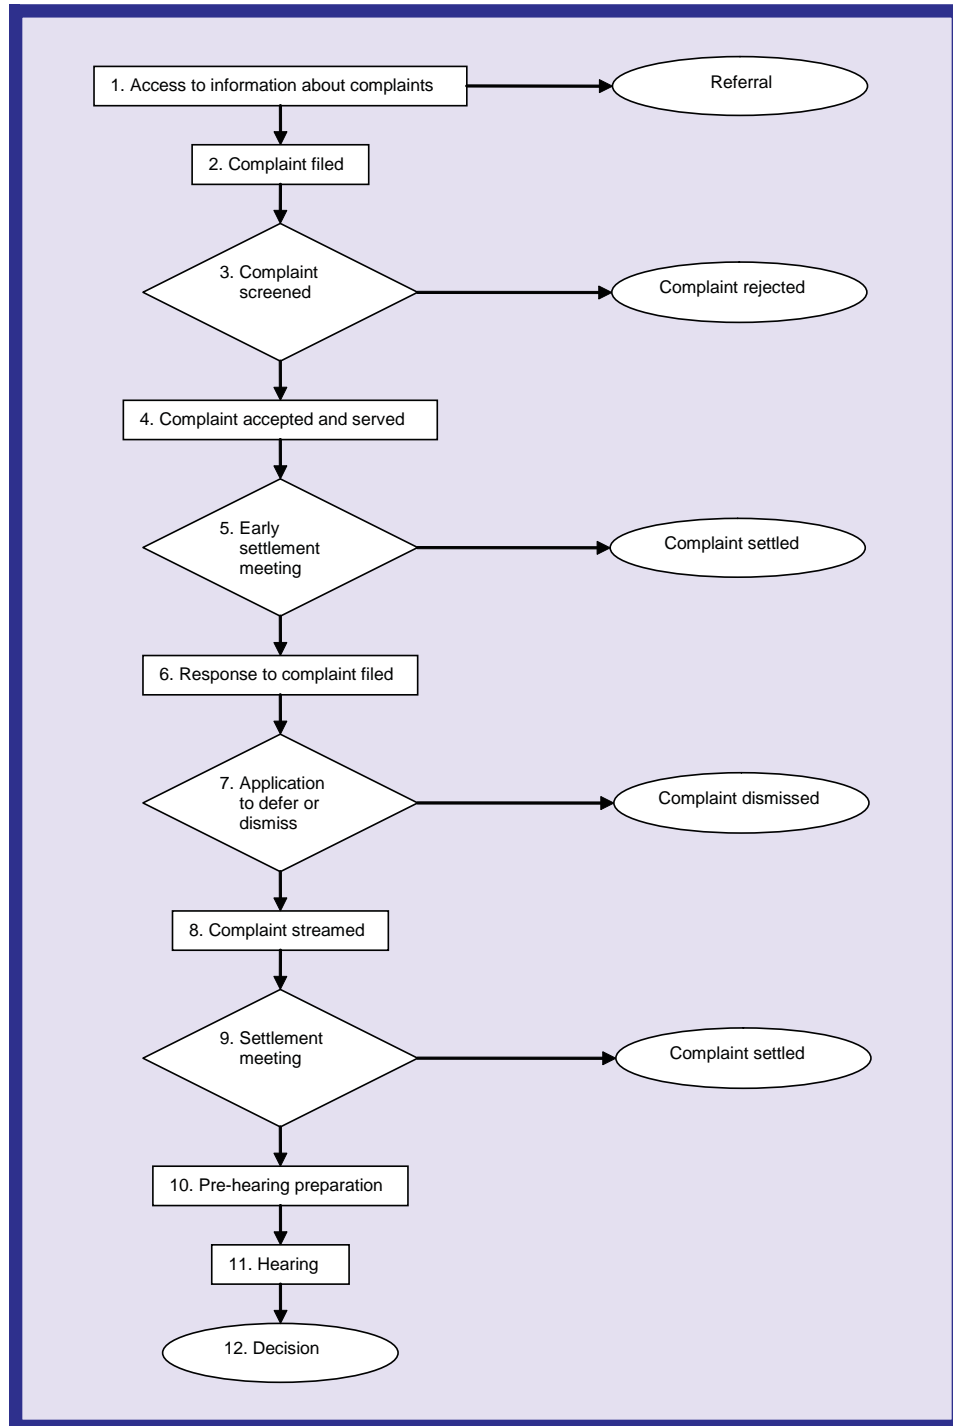 1. Access to information about complaints
Referral
2. Complaint filed
3. Complaint
screened
Complaint rejected
4. Complaint accepted and served
5. Early
settlement
meeting
Complaint settled
6. Response to complaint filed
7. Application
to defer or
dismiss
Complaint dismissed
8. Complaint streamed
9. Settlement
meeting
Complaint settled
10. Pre-hearing preparation
11. Hearing
12. Decision